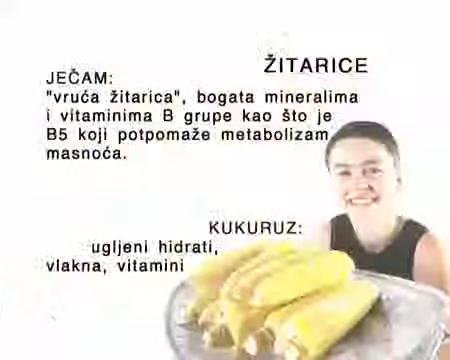 ŽITARICE
JEČAM:
"vruća žitarica", bogata mineralima
i vitaminima B grupe kao što je
B5 koji potpomaže metabolizam
masnoća.
KUKURUZ:
ugljeni hidrati,
vlakna, vitamini